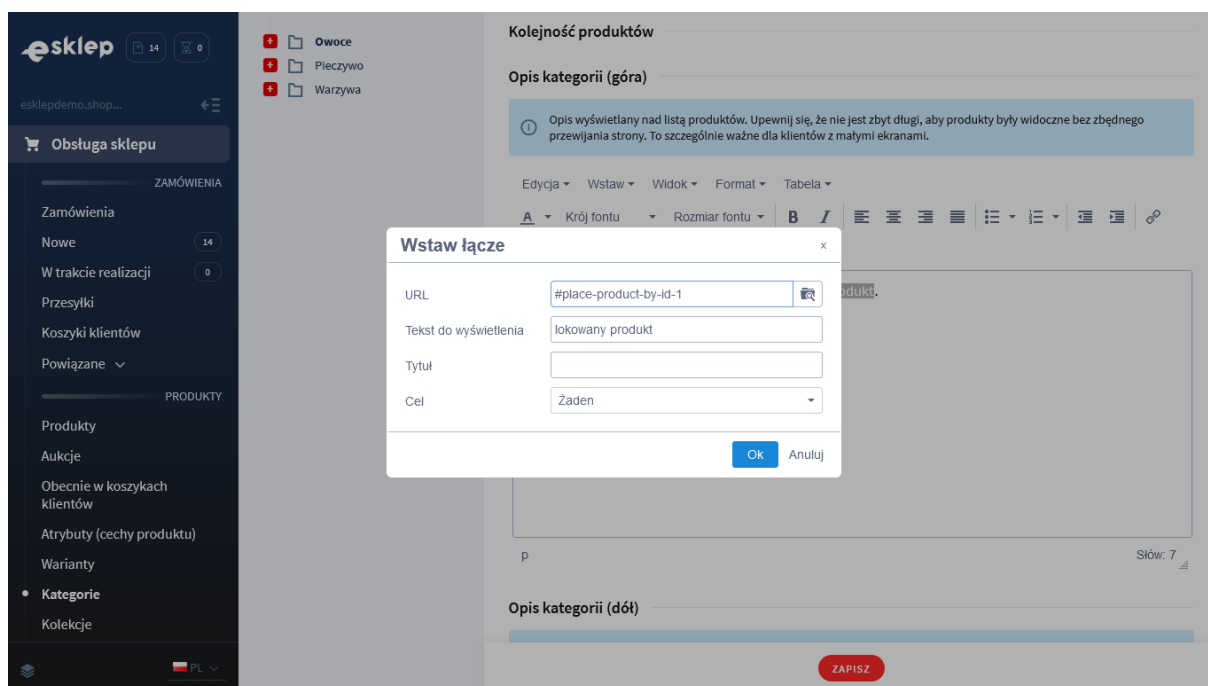 esklep 14 0
esklepdemo.shop...
Obsługa sklepu
ZAMÓWIENIA
Zamówienia
Nowe 14
W trakcie realizacji 0
Przesyłki
Koszyki klientów
Powiązane
PRODUKTY
Produkty
Aukcje
Obecnie w koszykach
klientów
Atrybuty (cechy produktu)
Warianty
Kategorie
Kolekcje
PL
Owoce
Pieczywo
Warzywa
Kolejność produktów
Opis kategorii (góra)
Opis wyświetlany nad listą produktów. Upewnij się, że nie jest zbyt długi, aby produkty były widoczne bez zbędnego
przewijania strony. To szczególnie ważne dla klientów z małymi ekranami.
Edycja Wstaw Widok Format Tabela
A Krój fontu Rozmiar fontu B I
odukt.
Wstaw łącze x
URL #place-product-by-id-1
Tekst do wyświetlenia lokowany produkt
Tytuł
Cel Żaden
Ok Anuluj
p Słów: 7
Opis kategorii (dół)
ZAPISZ